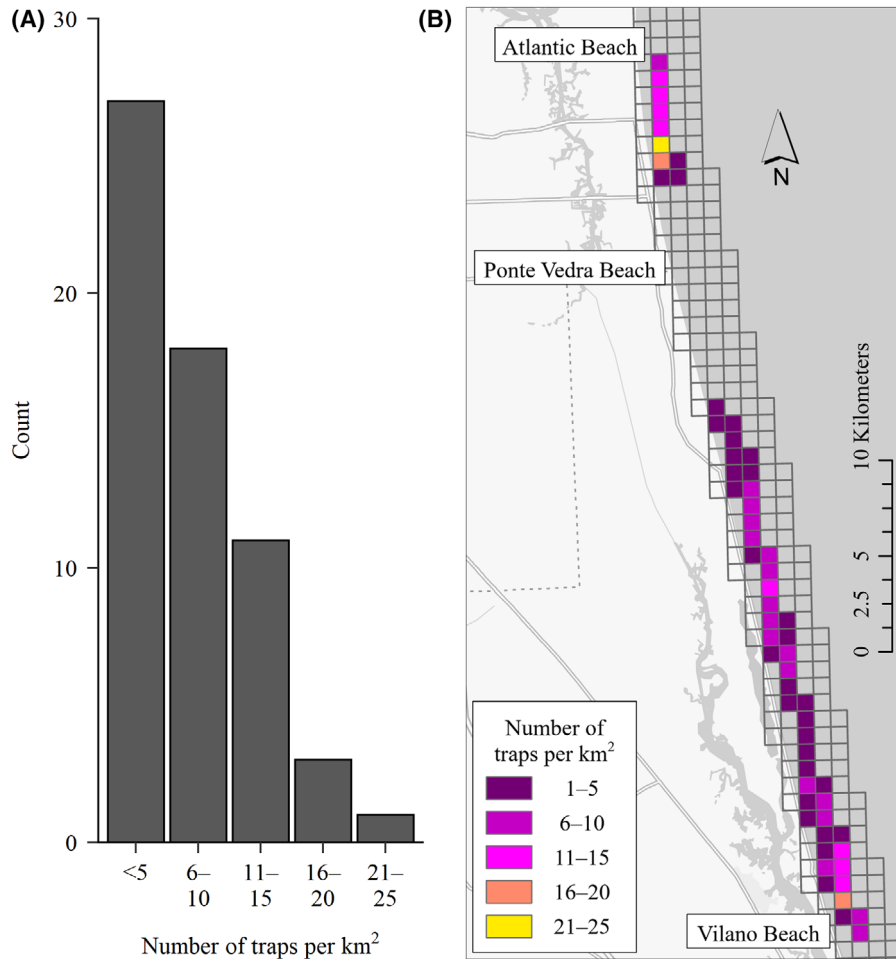 (A)
30
20
10
0
Count
<5
6–
10
11–
15
16–
20
21–
25
Number of traps per km²
(B)
Atlantic Beach
N
Ponte Vedra Beach
10 Kilometers
5
2.5
0
Number of
traps per km²
1–5
6–10
11–15
16–20
21–25
Vilano Beach